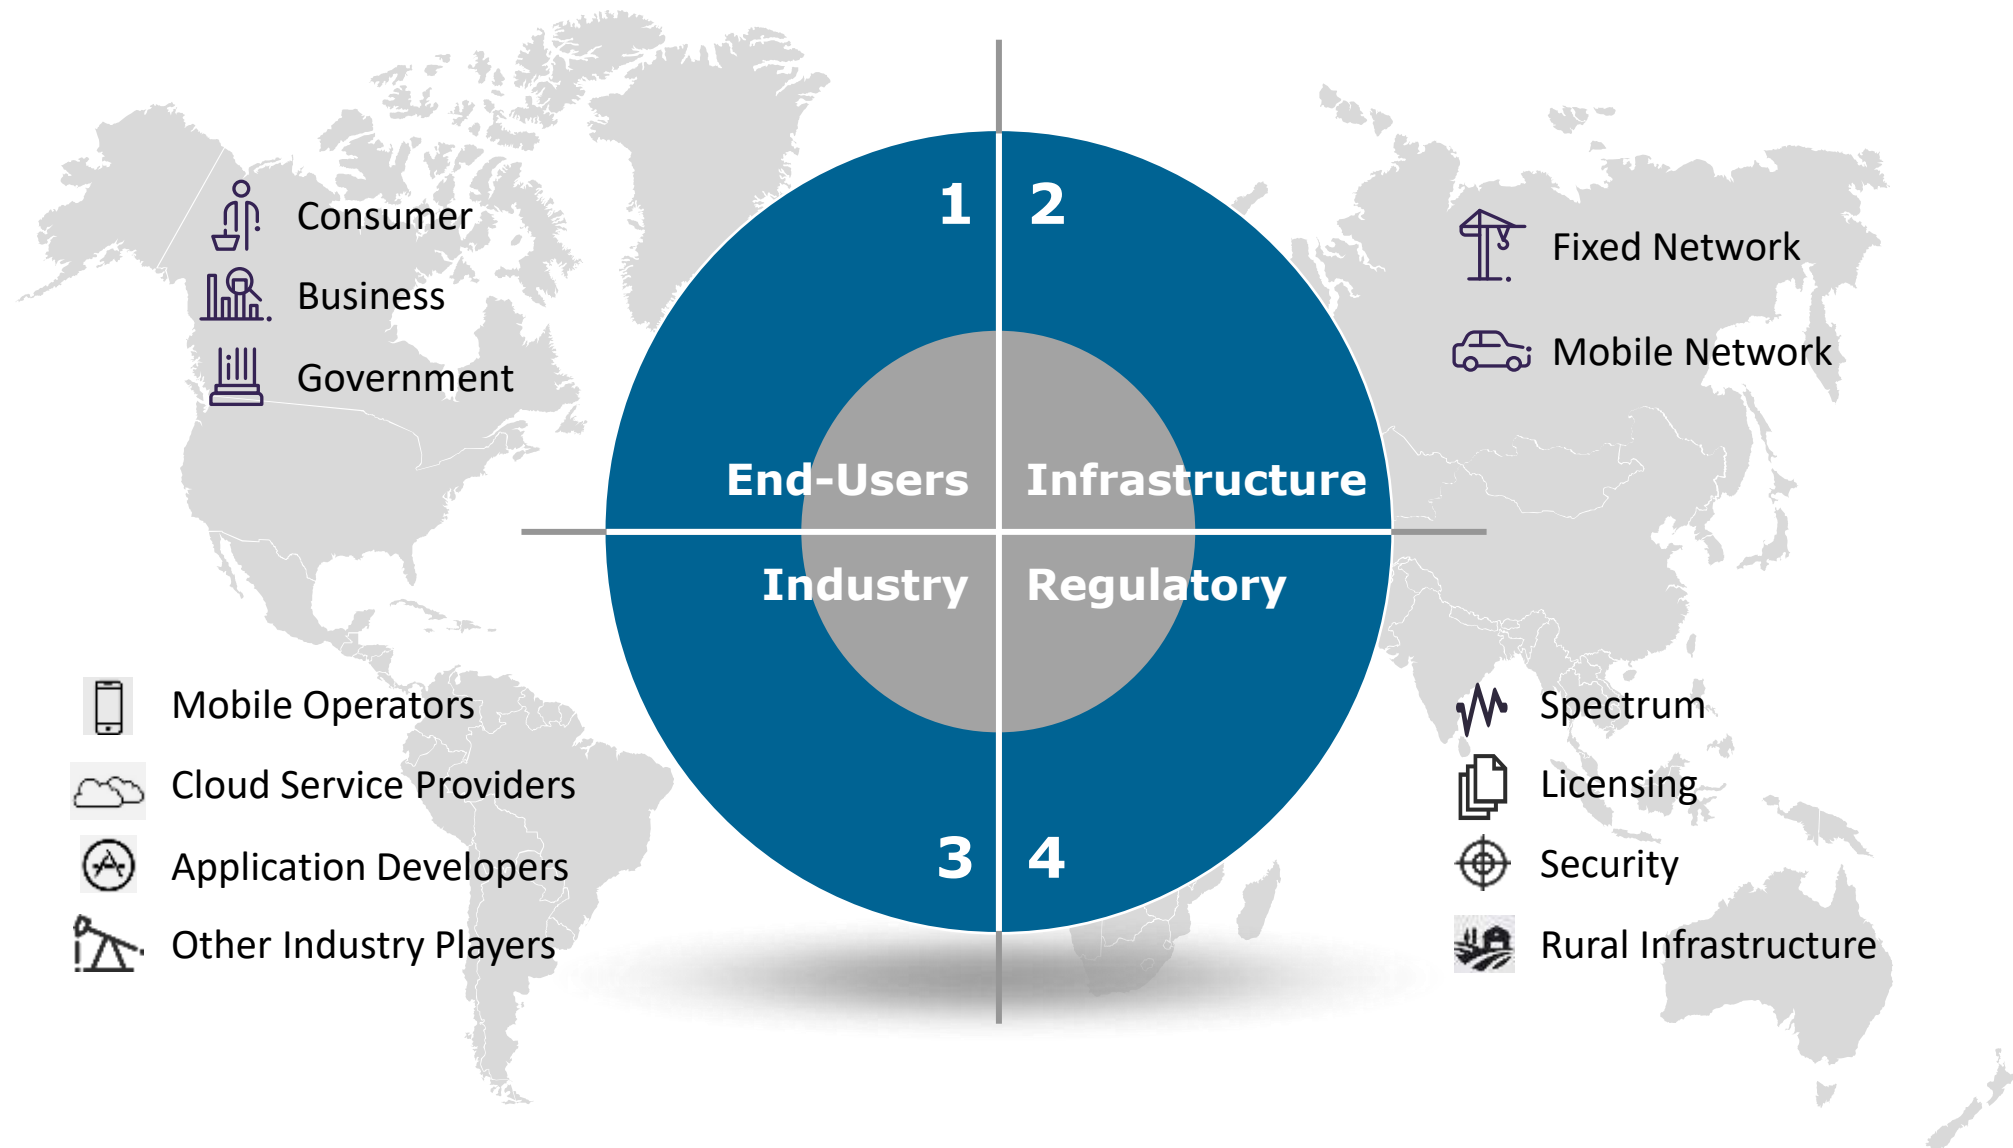 1
2
End-Users
Infrastructure
Industry
Regulatory
3
4
Consumer
Business
Government
Fixed Network
Mobile Network
Mobile Operators
Cloud Service Providers
Application Developers
Other Industry Players
Spectrum
Licensing
Security
Rural Infrastructure